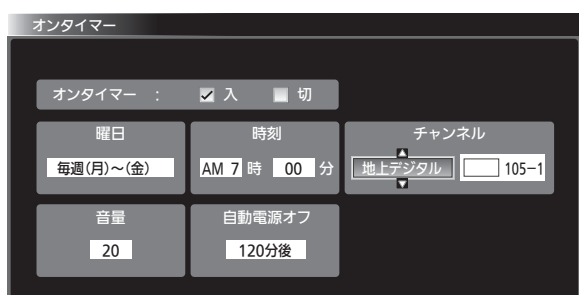 オンタイマー
オンタイマー : 入 切
曜日 時刻 チャンネル
毎週(月)～(金) AM 7 時 00 分 地上デジタル 105-1
音量 自動電源オフ
20 120分後